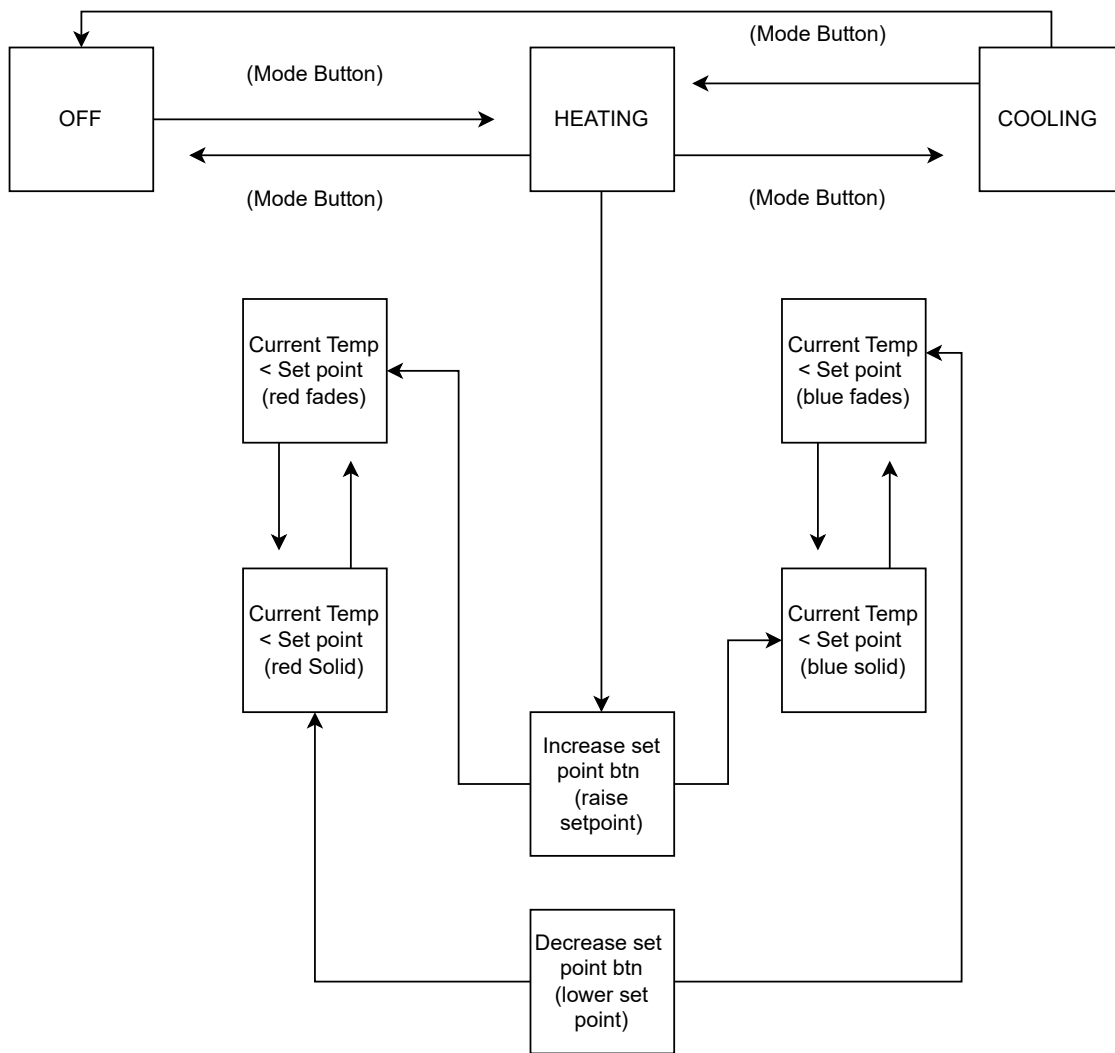 (Mode Button)
(Mode Button)
OFF
HEATING
COOLING
(Mode Button)
(Mode Button)
Current Temp
< Set point
(red fades)
Current Temp
< Set point
(blue fades)
Current Temp
< Set point
(red Solid)
Current Temp
< Set point
(blue solid)
Increase set
point btn
(raise
setpoint)
Decrease set
point btn
(lower set
point)